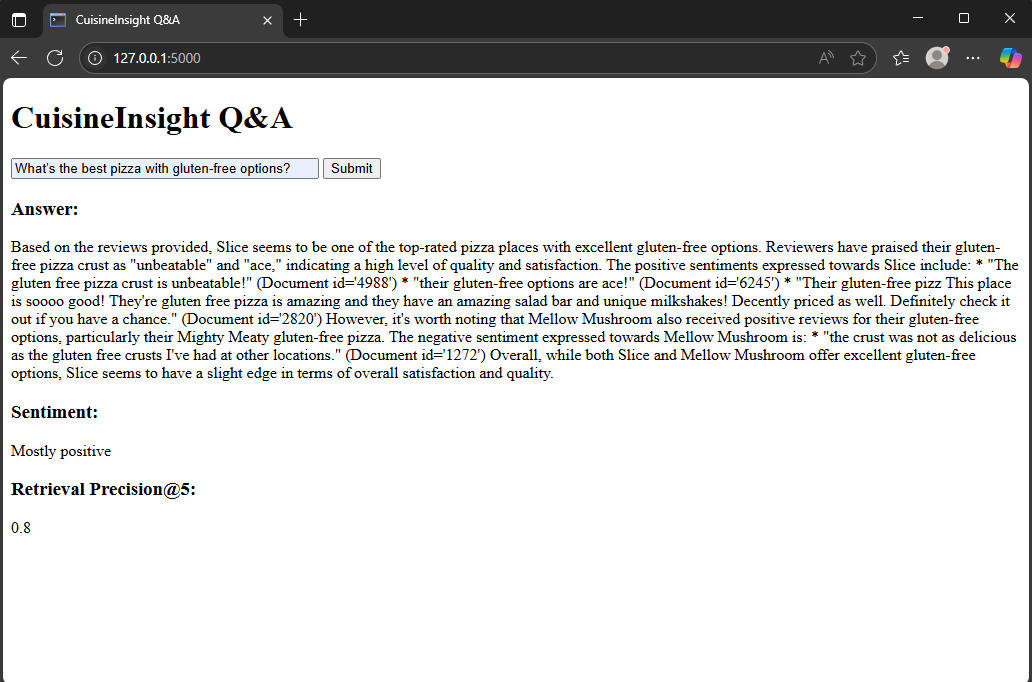 CuisineInsight Q&A
127.0.0.1:5000
CuisineInsight Q&A
What's the best pizza with gluten-free options? Submit
Answer:
Based on the reviews provided, Slice seems to be one of the top-rated pizza places with excellent gluten-free options. Reviewers have praised their gluten-
free pizza crust as "unbeatable" and "ace," indicating a high level of quality and satisfaction. The positive sentiments expressed towards Slice include: * "The
gluten free pizza crust is unbeatable!" (Document id='4988') * "their gluten-free options are ace!" (Document id='6245') * "Their gluten-free pizz This place
is soooo good! They're gluten free pizza is amazing and they have an amazing salad bar and unique milkshakes! Decently priced as well. Definitely check it
out if you have a chance." (Document id='2820') However, it's worth noting that Mellow Mushroom also received positive reviews for their gluten-free
options, particularly their Mighty Meaty gluten-free pizza. The negative sentiment expressed towards Mellow Mushroom is: * "the crust was not as delicious
as the gluten free crusts I've had at other locations." (Document id='1272') Overall, while both Slice and Mellow Mushroom offer excellent gluten-free
options, Slice seems to have a slight edge in terms of overall satisfaction and quality.
Sentiment:
Mostly positive
Retrieval Precision@5:
0.8